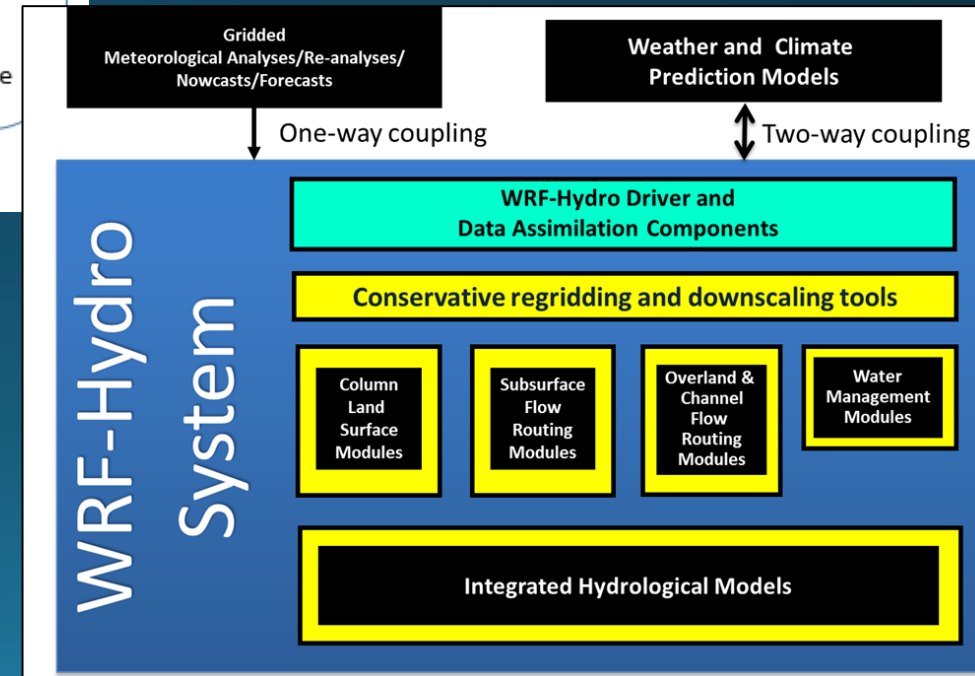 e
Gridded
Meteorological Analyses/Re-analyses/
Nowcasts/Forecasts
Weather and Climate
Prediction Models
One-way coupling
Two-way coupling
WRF-Hydro
System
WRF-Hydro Driver and
Data Assimilation Components
Conservative regridding and downscaling tools
Column
Land
Surface
Modules
Subsurface
Flow
Routing
Modules
Overland &
Channel
Flow
Routing
Modules
Water
Management
Modules
Integrated Hydrological Models